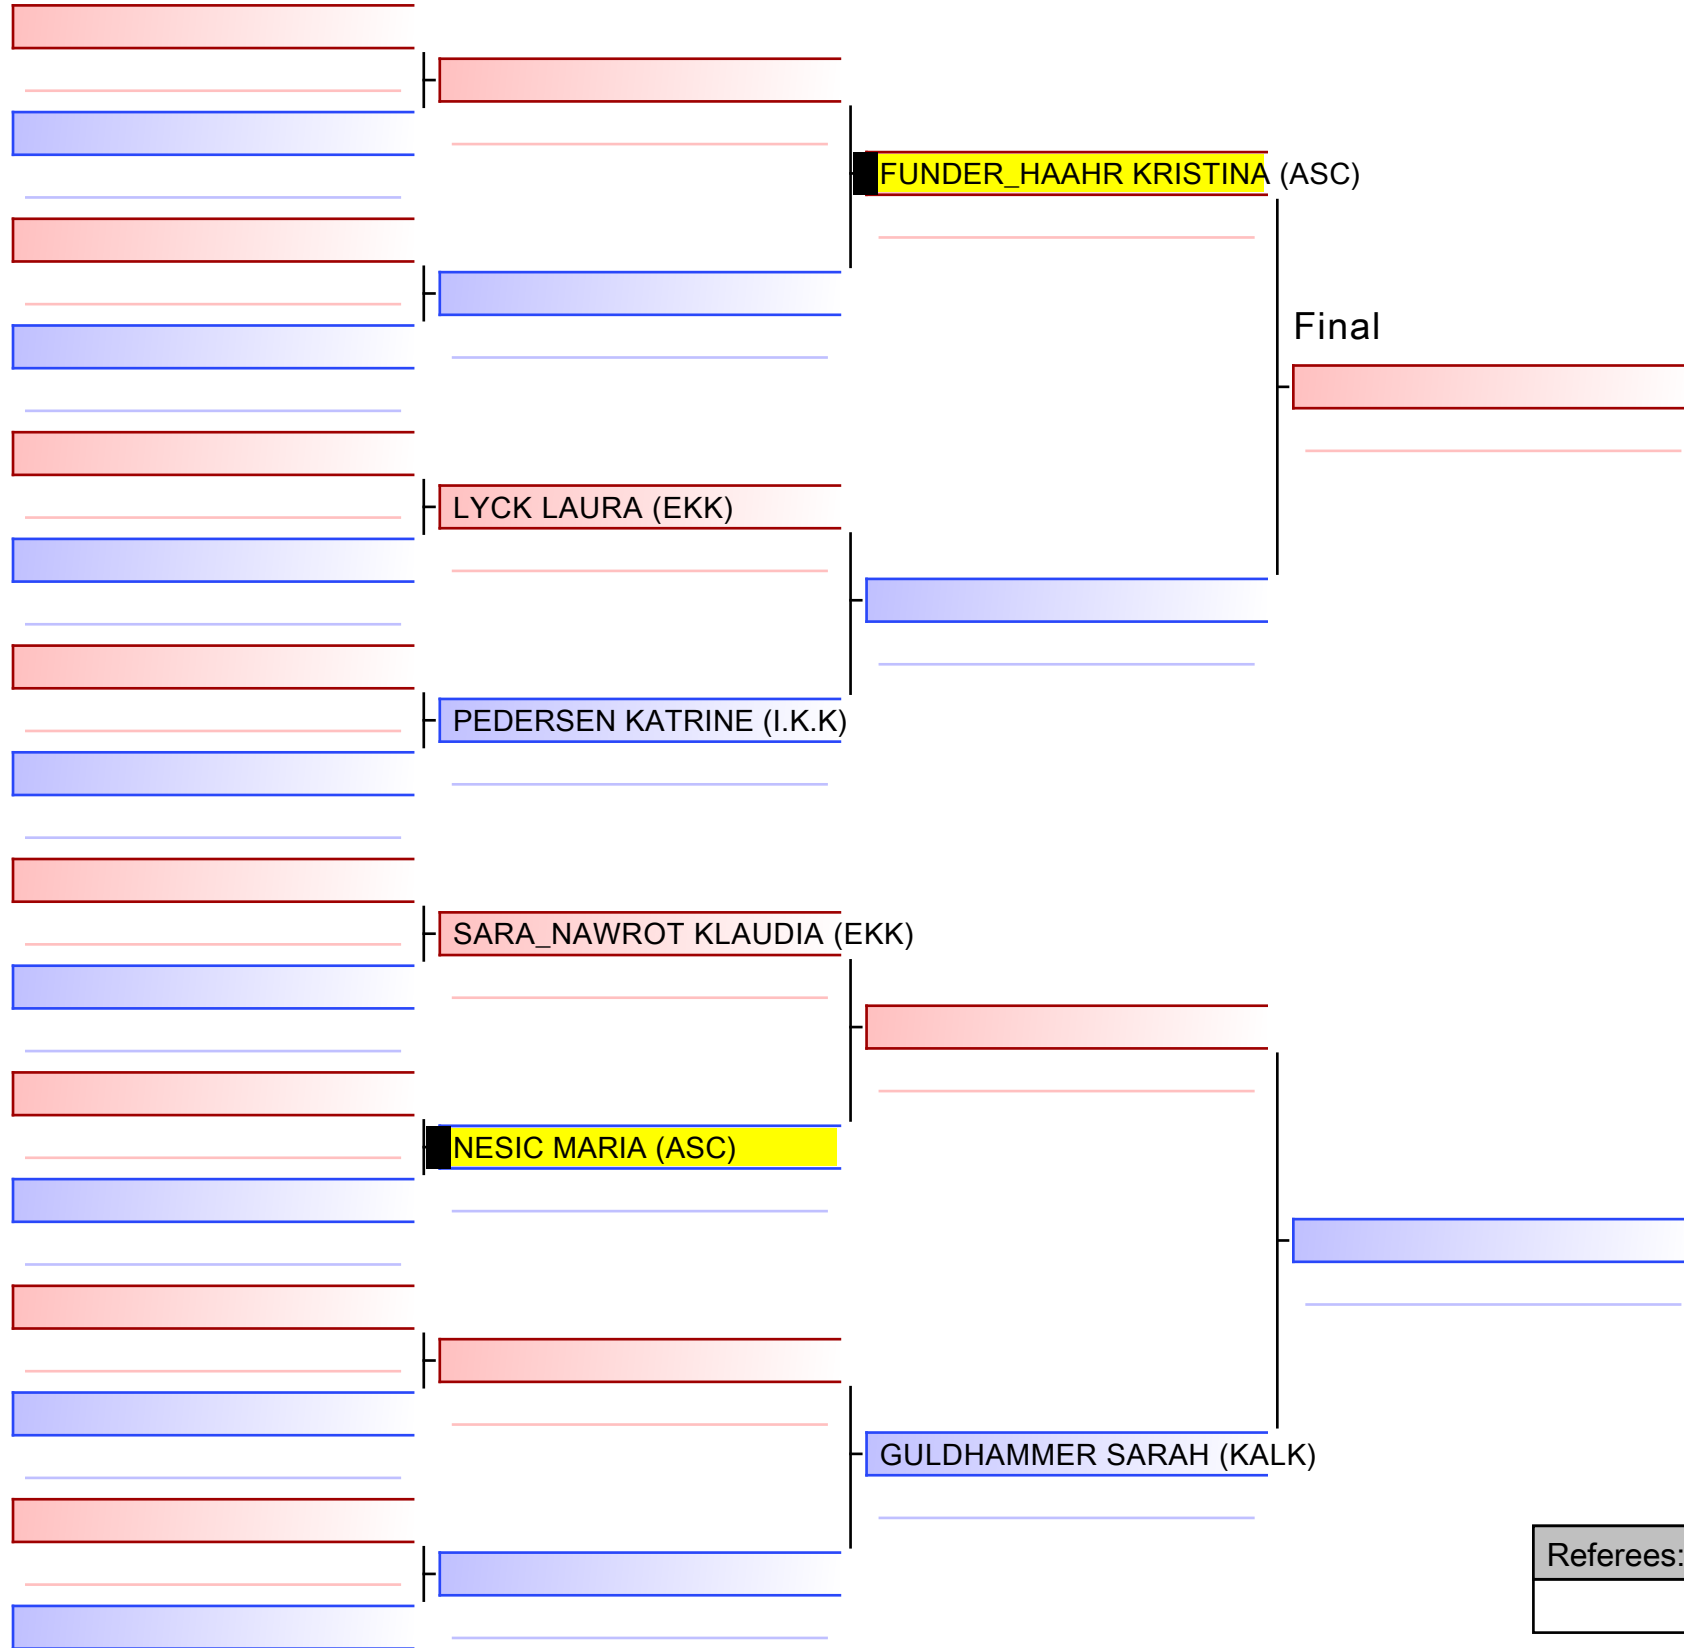 FUNDER_HAAHR KRISTINA (ASC)
Final
LYCK LAURA (EKK)
PEDERSEN KATRINE (I.K.K)
SARA_NAWROT KLAUDIA (EKK)
NESIC MARIA (ASC)
GULDHAMMER SARAH (KALK)
Referees: